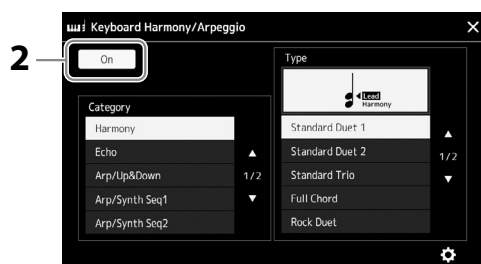 Keyboard Harmony/Arpeggio
2
On
Type
Lead
Harmony
Category
Harmony
Echo
Arp/Up&Down
Arp/Synth Seq1
Arp/Synth Seq2
1/2
Standard Duet 1
Standard Duet 2
Standard Trio
Full Chord
Rock Duet
1/2